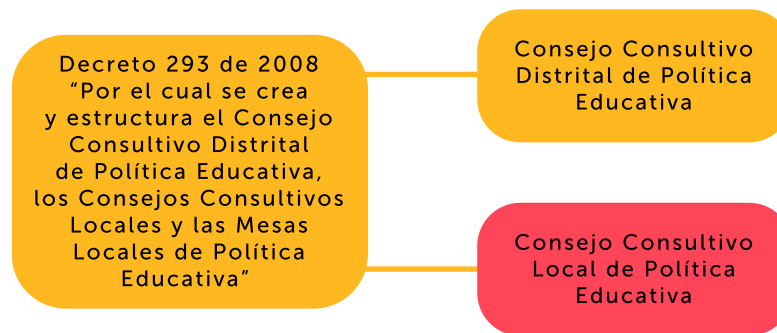 Decreto 293 de 2008
“Por el cual se crea
y estructura el Consejo
Consultivo Distrital
de Política Educativa,
los Consejos Consultivos
Locales y las Mesas
Locales de Política
Educativa”
Consejo Consultivo
Distrital de Política
Educativa
Consejo Consultivo
Local de Política
Educativa